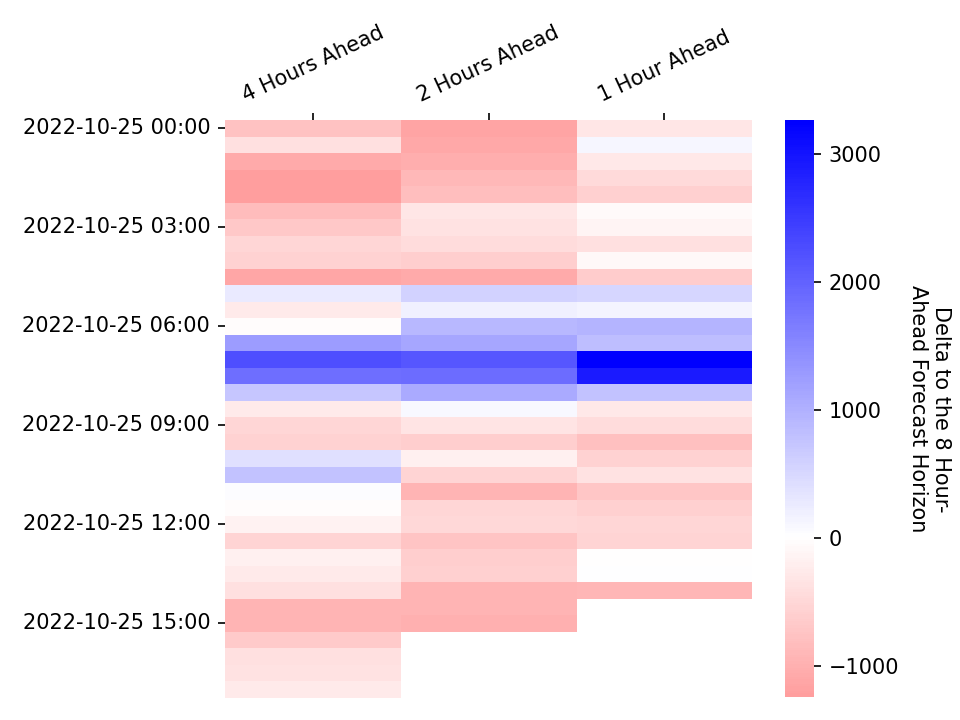 4 Hours Ahead
2 Hours Ahead
1 Hour Ahead
2022-10-25 00:00
2022-10-25 03:00
2022-10-25 06:00
2022-10-25 09:00
2022-10-25 12:00
2022-10-25 15:00
3000
2000
1000
0
−1000
Delta to the 8 Hour-
Ahead Forecast Horizon